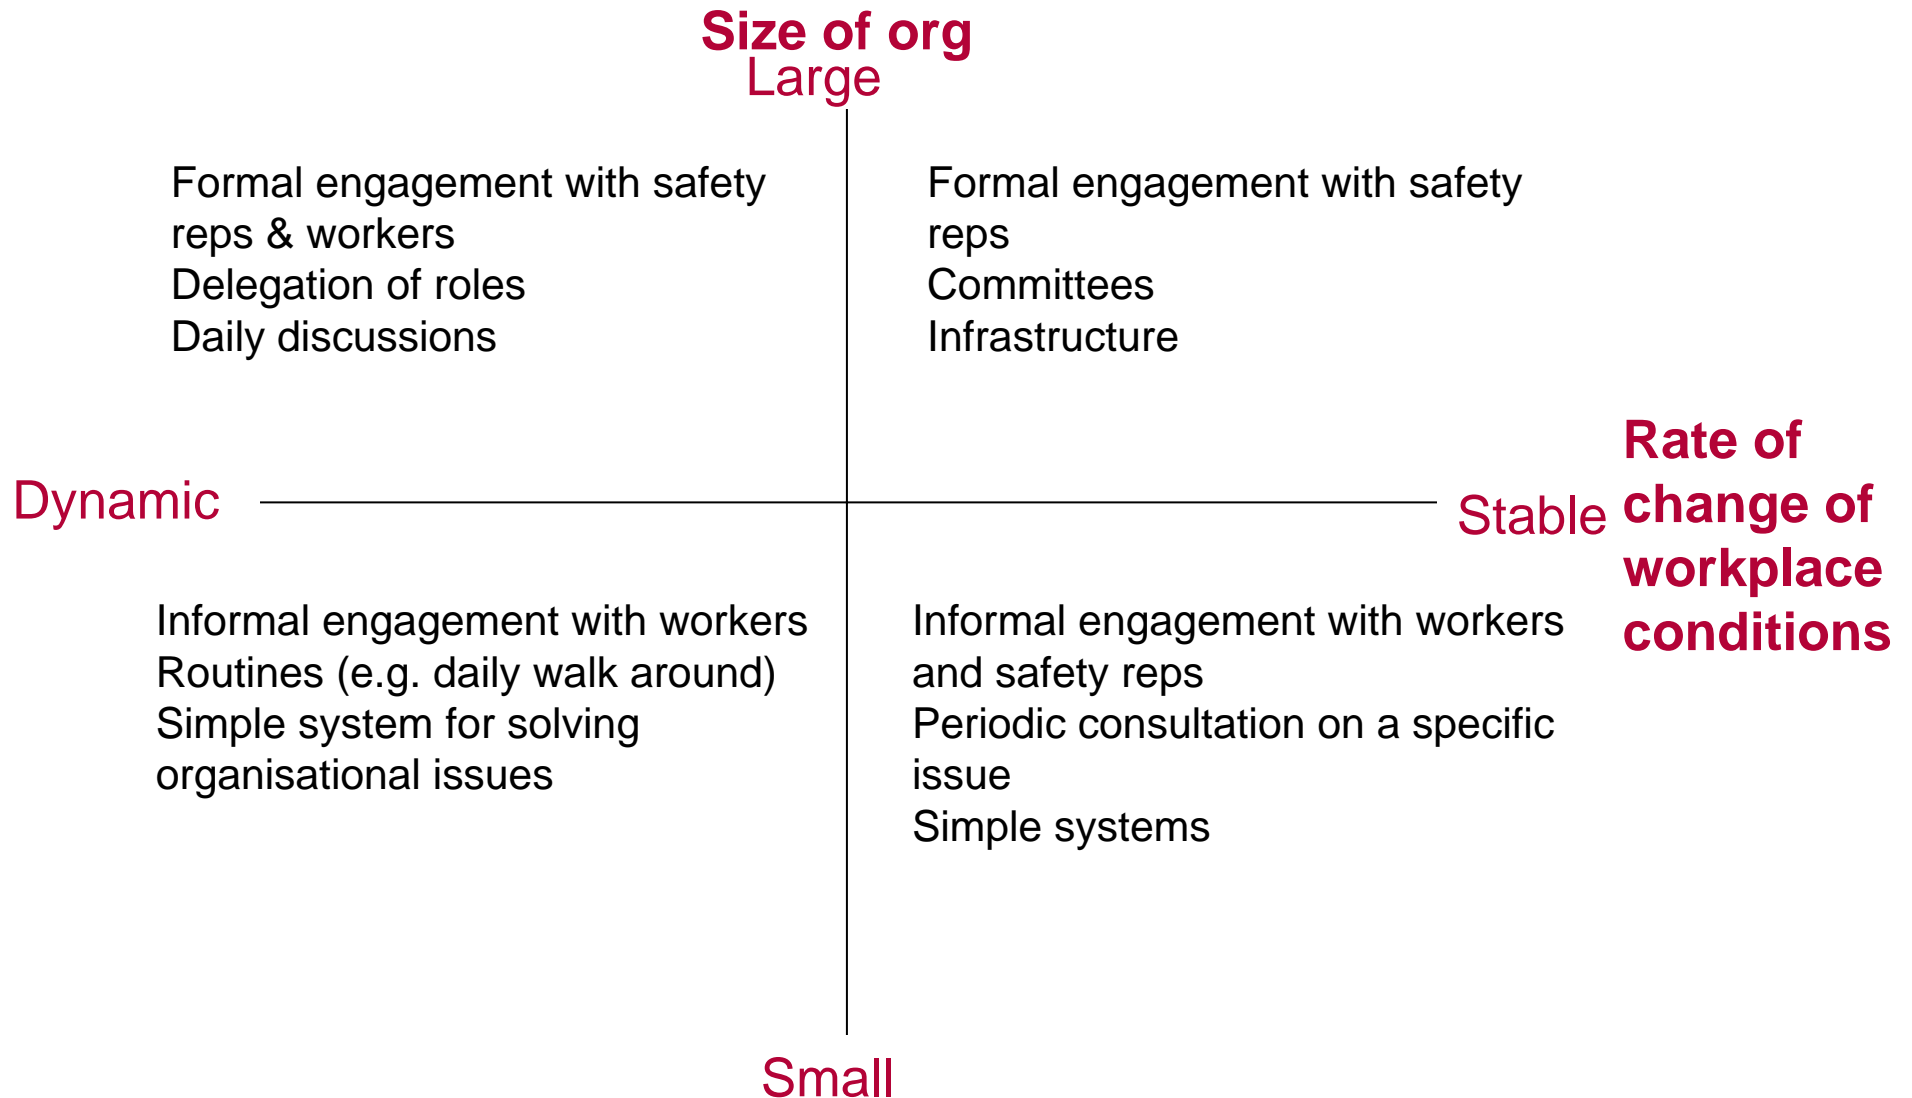 Size of org
Large
Formal engagement with safety
reps & workers
Delegation of roles
Daily discussions
Formal engagement with safety
reps
Committees
Infrastructure
Dynamic
Stable
Rate of
change of
workplace
conditions
Informal engagement with workers
Routines (e.g. daily walk around)
Simple system for solving
organisational issues
Informal engagement with workers
and safety reps
Periodic consultation on a specific
issue
Simple systems
Small